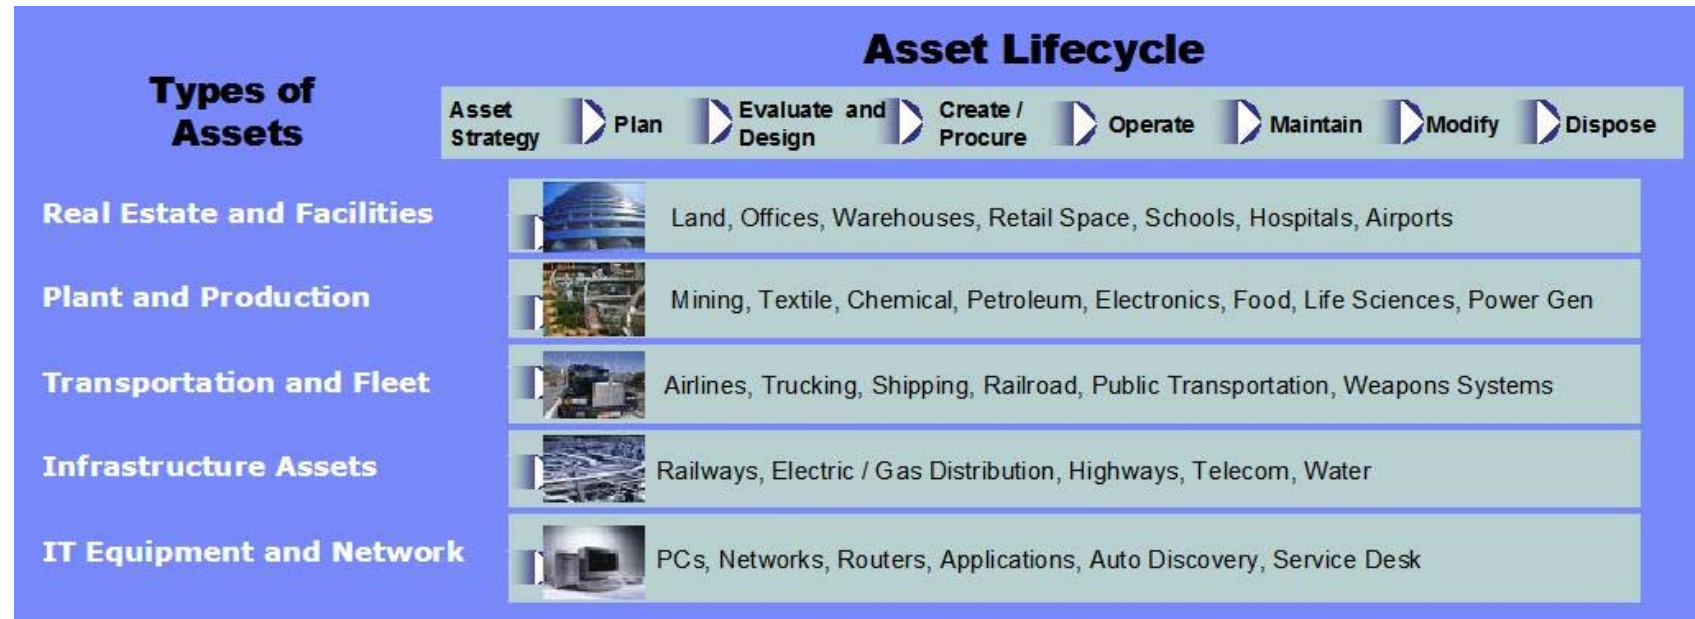 Asset Lifecycle
Types of
Assets
Asset
Strategy
Plan
Evaluate and
Design
Create /
Procure
Operate
Maintain
Modify
Dispose
Real Estate and Facilities
Land, Offices, Warehouses, Retail Space, Schools, Hospitals, Airports
Plant and Production
Mining, Textile, Chemical, Petroleum, Electronics, Food, Life Sciences, Power Gen
Transportation and Fleet
Airlines, Trucking, Shipping, Railroad, Public Transportation, Weapons Systems
Infrastructure Assets
Railways, Electric / Gas Distribution, Highways, Telecom, Water
IT Equipment and Network
PCs, Networks, Routers, Applications, Auto Discovery, Service Desk